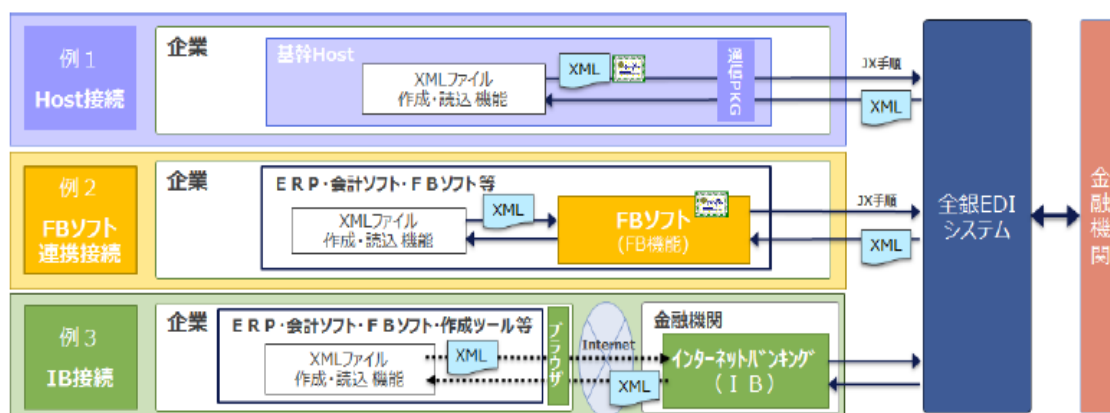 例1
Host接続
企業
基幹Host
XMLファイル
作成・読込 機能
XML
通信PKG
JX手順
XML
例2
FBソフト
連携接続
企業
ERP・会計ソフト・FBソフト等
XMLファイル
作成・読込 機能
XML
FBソフト
(FB機能)
JX手順
XML
例3
IB接続
企業
ERP・会計ソフト・FBソフト・作成ツール等
XMLファイル
作成・読込 機能
XML
ブラウザ
Internet
XML
金融機関
インターネットバンキング
(IB)
全銀EDI
システム
金融機関